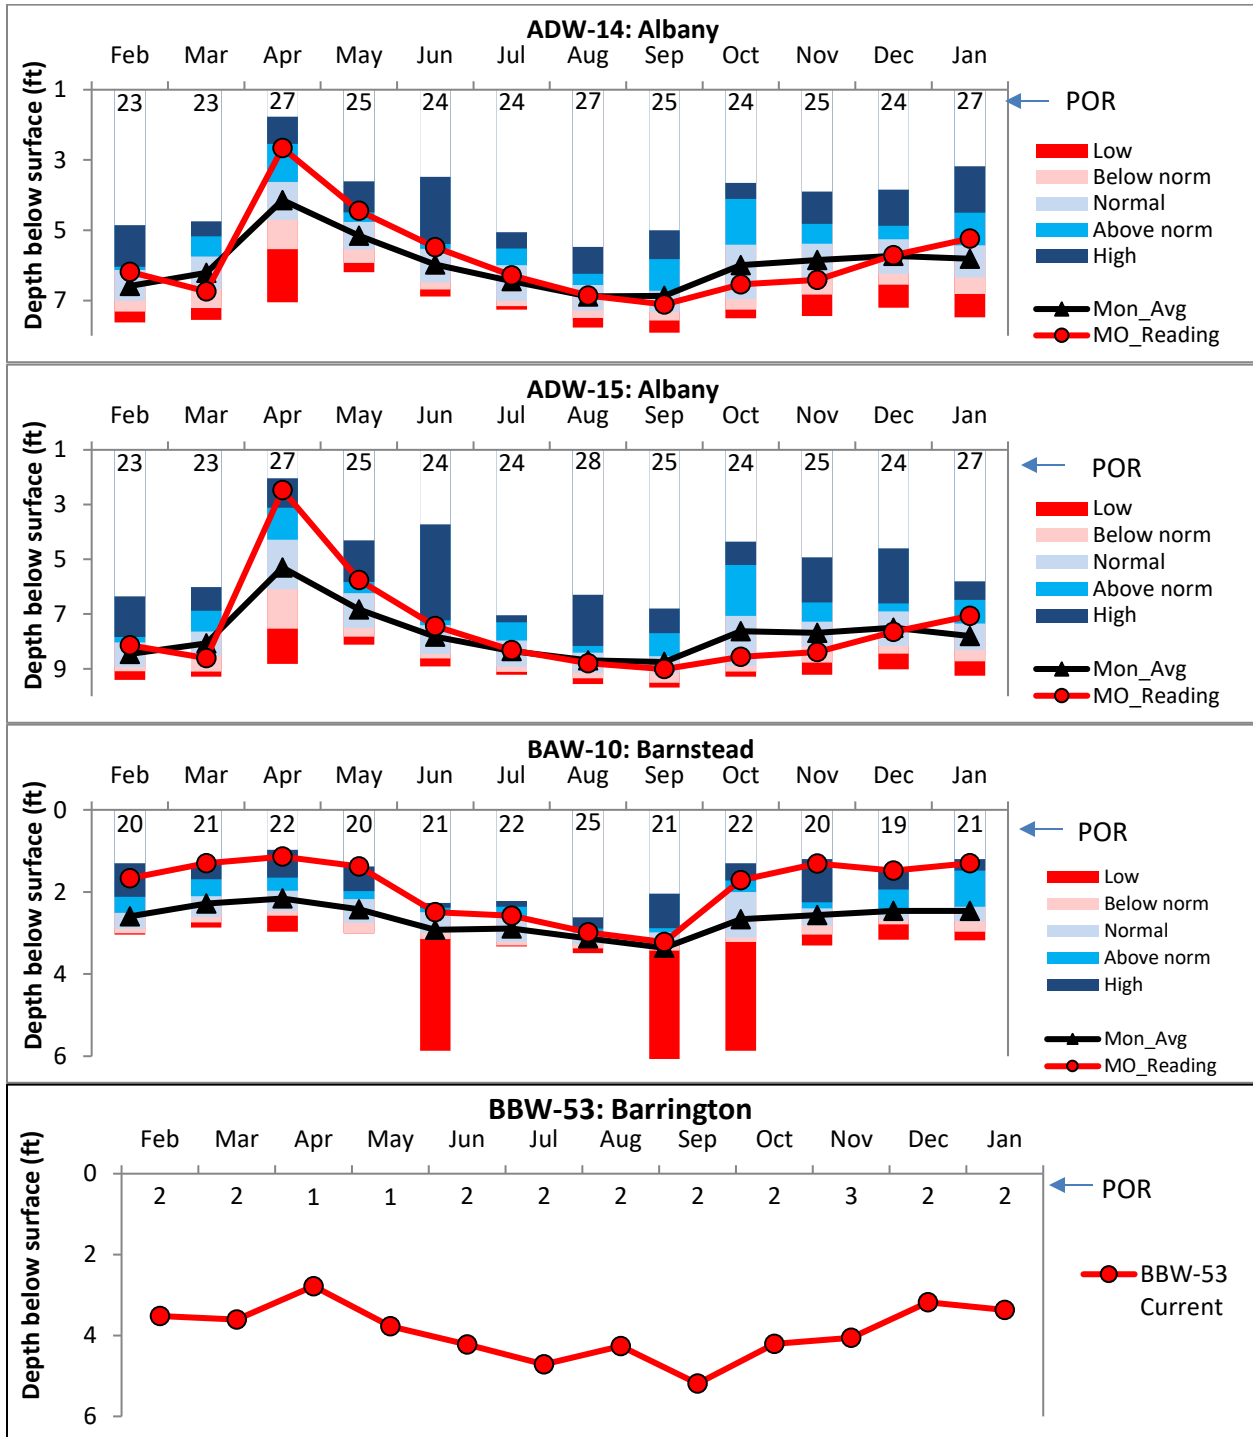 ADW-14: Albany
Feb Mar Apr May Jun Jul Aug Sep Oct Nov Dec Jan
Depth below surface (ft)
1
3
5
7
23 23 27 25 24 24 27 25 24 25 24 27
POR
Low
Below norm
Normal
Above norm
High
Mon_Avg
MO_Reading
ADW-15: Albany
Feb Mar Apr May Jun Jul Aug Sep Oct Nov Dec Jan
Depth below surface (ft)
1
3
5
7
9
23 23 27 25 24 24 28 25 24 25 24 27
POR
Low
Below norm
Normal
Above norm
High
Mon_Avg
MO_Reading
BAW-10: Barnstead
Feb Mar Apr May Jun Jul Aug Sep Oct Nov Dec Jan
Depth below surface (ft)
0
2
4
6
20 21 22 20 21 22 25 21 22 20 19 21
POR
Low
Below norm
Normal
Above norm
High
Mon_Avg
MO_Reading
BBW-53: Barrington
Feb Mar Apr May Jun Jul Aug Sep Oct Nov Dec Jan
Depth below surface (ft)
0
2
4
6
2 2 1 1 2 2 2 2 2 3 2 2
POR
BBW-53
Current